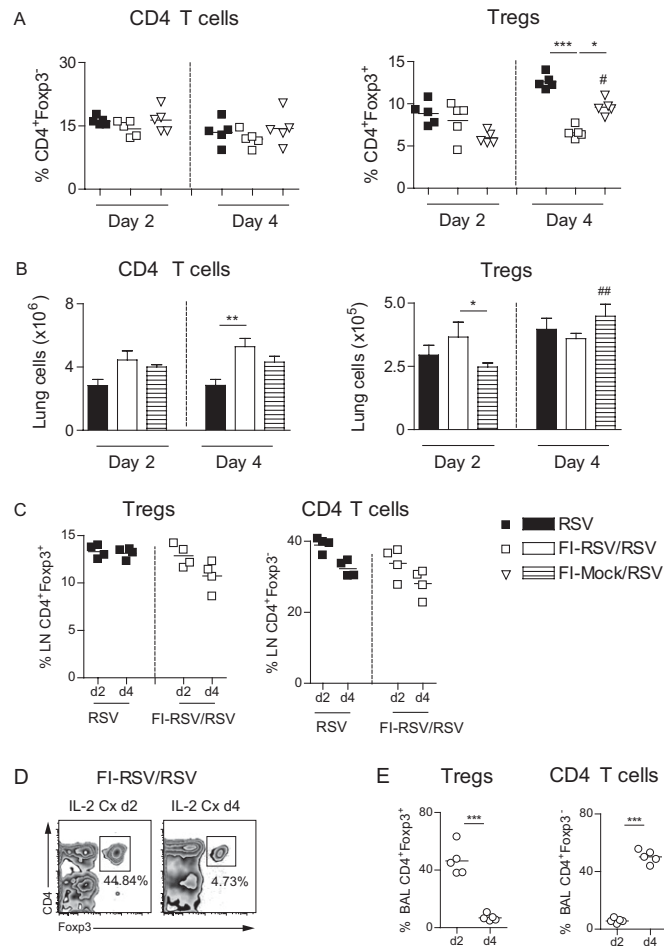 A
CD4 T cells
Tregs
% CD4+Foxp3-
30
15
0
Day 2
Day 4
% CD4+Foxp3+
15
10
5
0
***
*
#
Day 2
Day 4
B
CD4 T cells
Tregs
Lung cells (x10^6)
8
4
0
**
Day 2
Day 4
Lung cells (x10^5)
5.0
2.5
0
*
##
Day 2
Day 4
C
Tregs
CD4 T cells
% LN CD4+Foxp3+
15
10
5
0
d2 d4
d2 d4
RSV
FI-RSV/RSV
% LN CD4+Foxp3-
40
20
0
d2 d4
d2 d4
RSV
FI-RSV/RSV
RSV
FI-RSV/RSV
FI-Mock/RSV
D
FI-RSV/RSV
IL-2 Cx d2
IL-2 Cx d4
44.84%
4.73%
CD4
Foxp3
E
Tregs
CD4 T cells
% BAL CD4+Foxp3+
80
40
0
***
d2 d4
% BAL CD4+Foxp3-
80
40
0
***
d2 d4